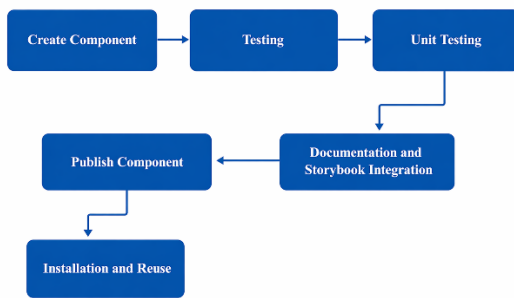 Create Component
Testing
Unit Testing
Documentation and
Storybook Integration
Publish Component
Installation and Reuse